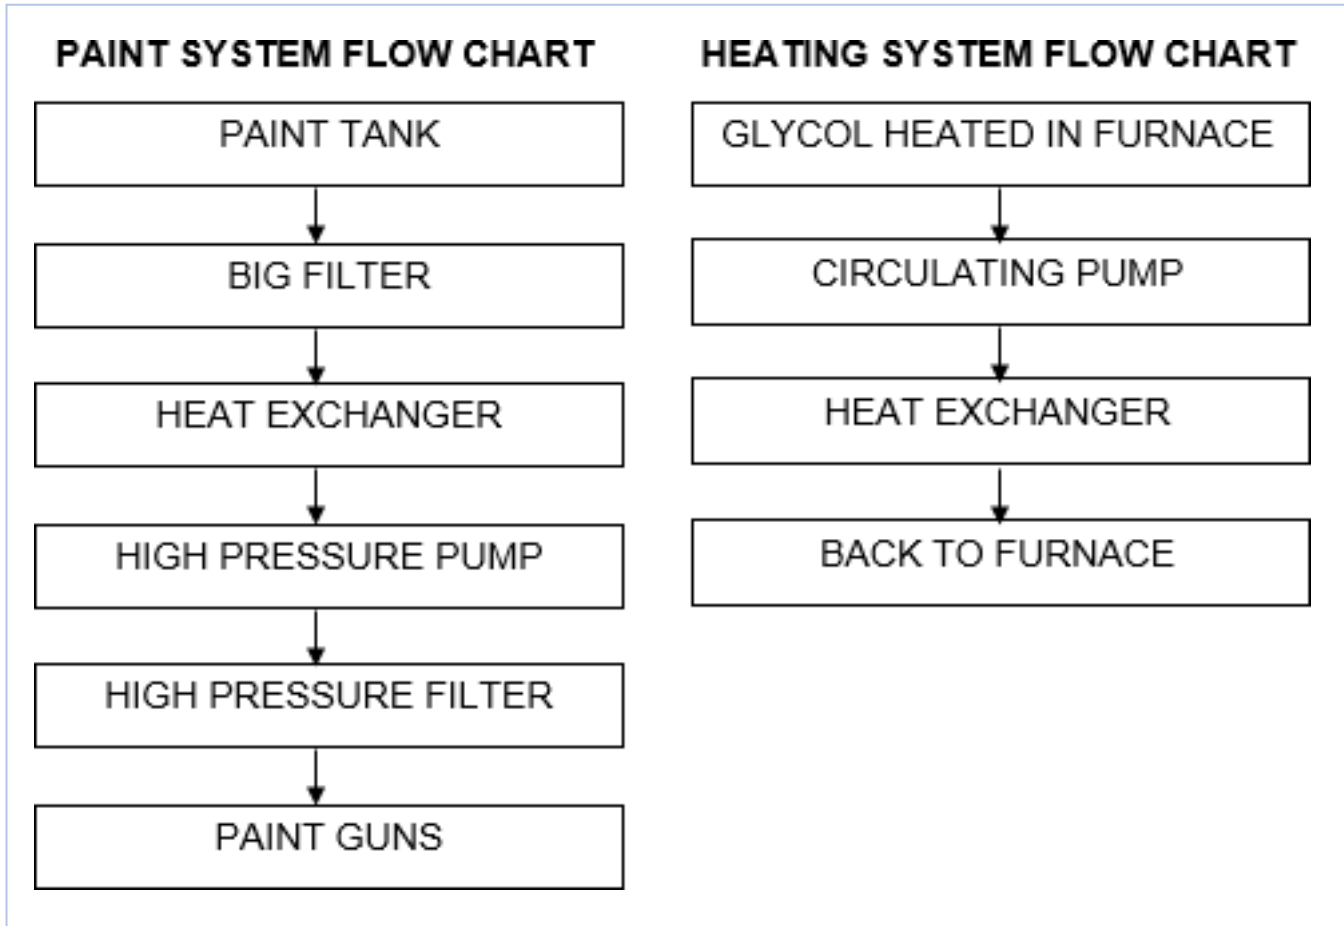 PAINT SYSTEM FLOW CHART
PAINT TANK
BIG FILTER
HEAT EXCHANGER
HIGH PRESSURE PUMP
HIGH PRESSURE FILTER
PAINT GUNS
HEATING SYSTEM FLOW CHART
GLYCOL HEATED IN FURNACE
CIRCULATING PUMP
HEAT EXCHANGER
BACK TO FURNACE